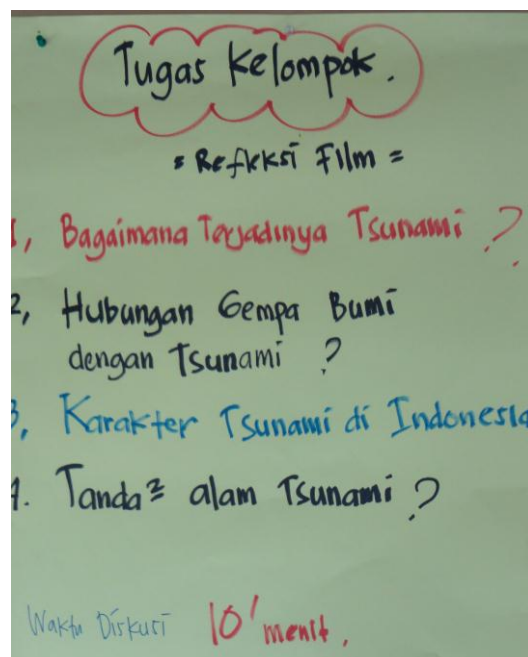 Tugas Kelompok.
= Refleksi Film =
1, Bagaimana Terjadinya Tsunami ?
2, Hubungan Gempa Bumi
dengan Tsunami ?
3, Karakter Tsunami di Indonesia
4. Tanda² alam Tsunami ?
Waktu Diskusi 10' menit,